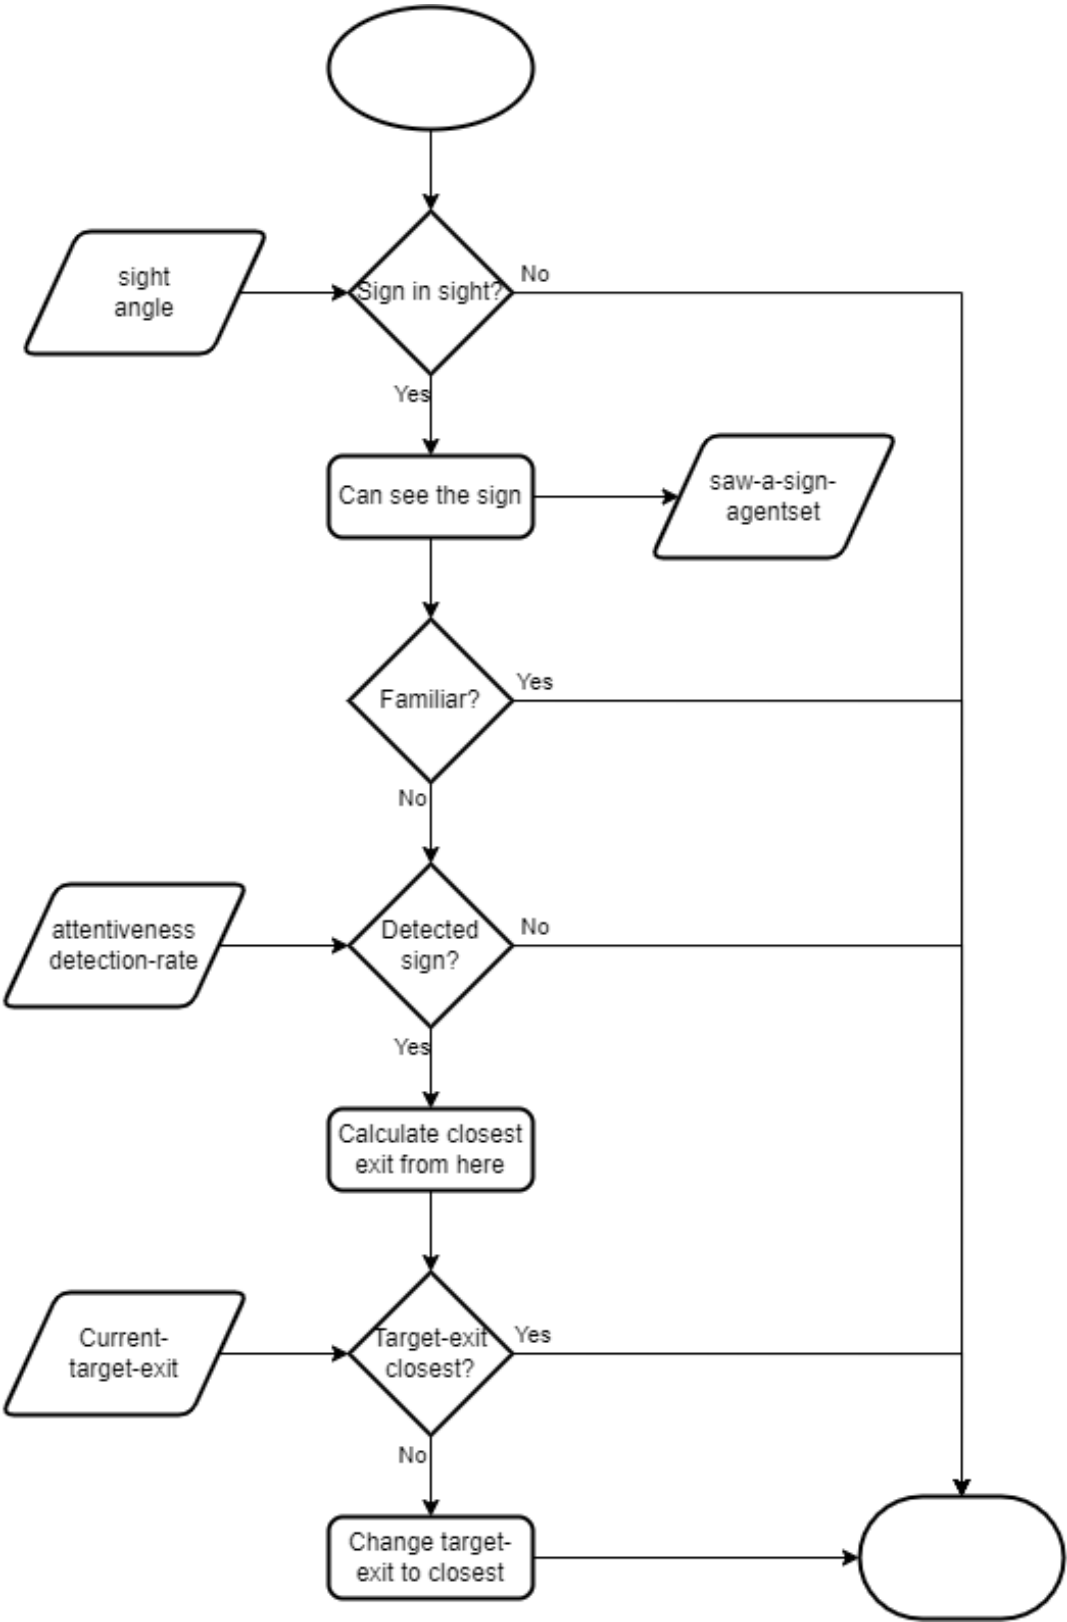 sight
angle
Sign in sight?
No
Yes
Can see the sign
saw-a-sign-
agentset
Familiar?
Yes
No
attentiveness
detection-rate
Detected
sign?
No
Yes
Calculate closest
exit from here
Current-
target-exit
Target-exit
closest?
Yes
No
Change target-
exit to closest